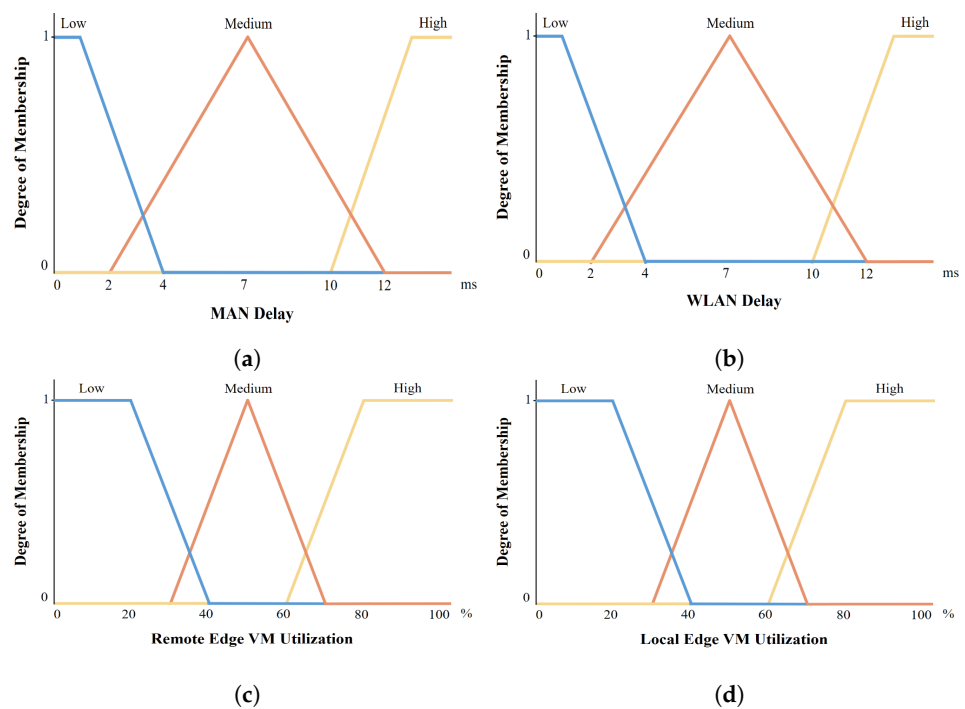 Low Medium High
Degree of Membership
1
0
0 2 4 7 10 12 ms
MAN Delay
(a)
Low Medium High
Degree of Membership
1
0
0 2 4 7 10 12 ms
WLAN Delay
(b)
Low Medium High
Degree of Membership
1
0
0 20 40 60 80 100 %
Remote Edge VM Utilization
(c)
Low Medium High
Degree of Membership
1
0
0 20 40 60 80 100 %
Local Edge VM Utilization
(d)